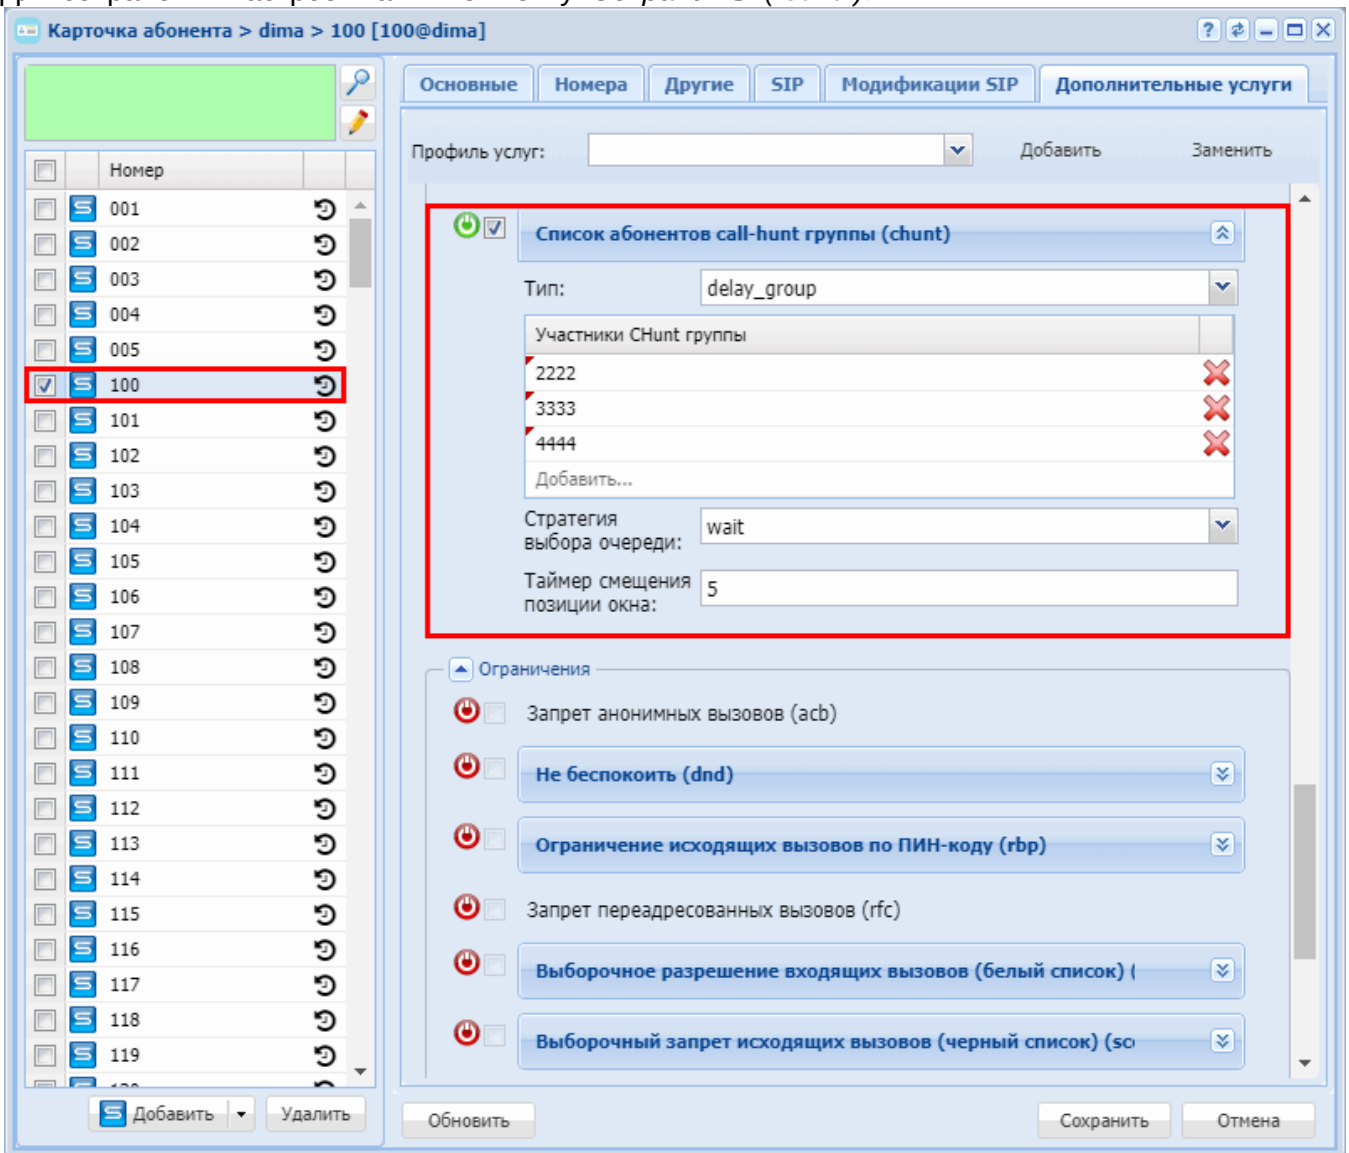 Карточка абонента > dima > 100 [100@dima]
Номер
001
002
003
004
005
100
101
102
103
104
105
106
107
108
109
110
111
112
113
114
115
116
117
118
119
Добавить
Удалить
Основные
Номера
Другие
SIP
Модификации SIP
Дополнительные услуги
Профиль услуг:
Добавить
Заменить
Список абонентов call-hunt группы (chunt)
Тип:
delay_group
Участники CHunt группы
2222
3333
4444
Добавить...
Стратегия
выбора очереди:
wait
Таймер смещения
позиции окна:
5
Ограничения
Запрет анонимных вызовов (acb)
Не беспокоить (dnd)
Ограничение исходящих вызовов по ПИН-коду (rbp)
Запрет переадресованных вызовов (rfc)
Выборочное разрешение входящих вызовов (белый список) (
Выборочный запрет исходящих вызовов (черный список) (sc
Обновить
Сохранить
Отмена